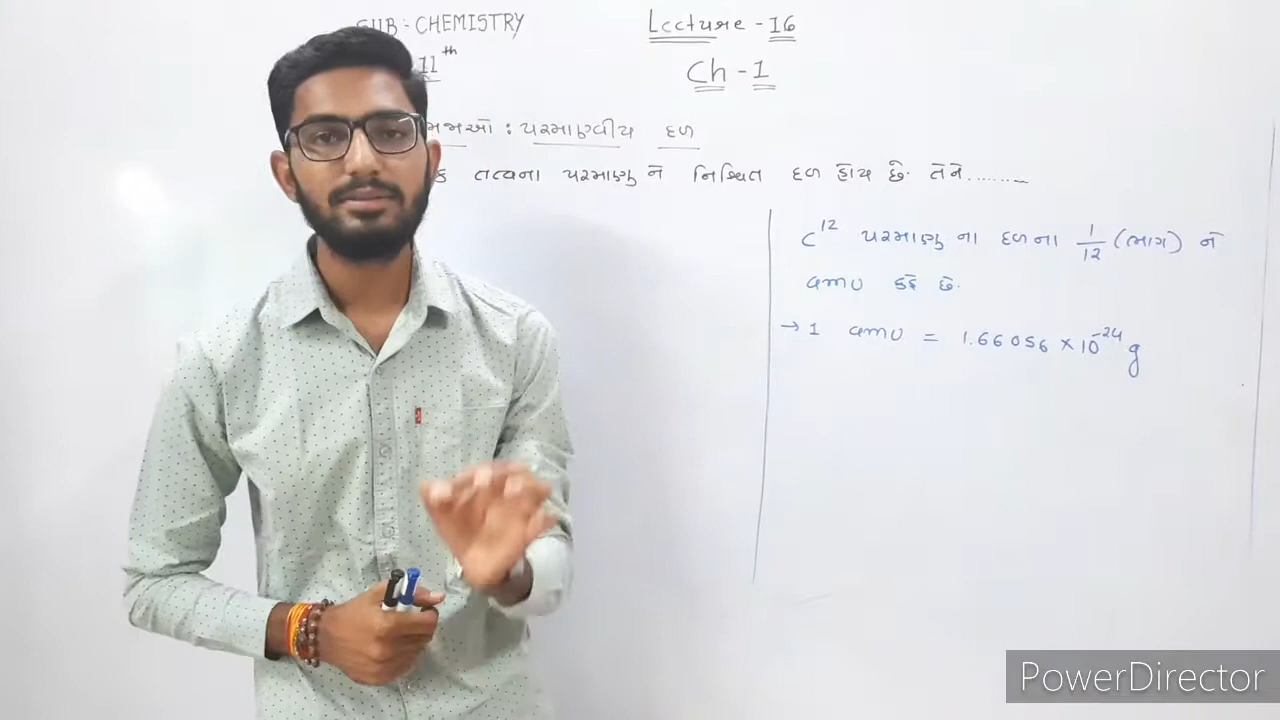 SUB:- CHEMISTRY
Lecture - 16
11th
Ch - 1
પરમાણ્વીય દળ
તત્વના પરમાણુ ને નિશ્ચિત દળ હોય છે. તેને........
C¹² પરમાણુ ના દળના 1/12 (ભાગ) ને
amu કહે છે.
→ 1 amu = 1.66056 × 10⁻²⁴ g
PowerDirector